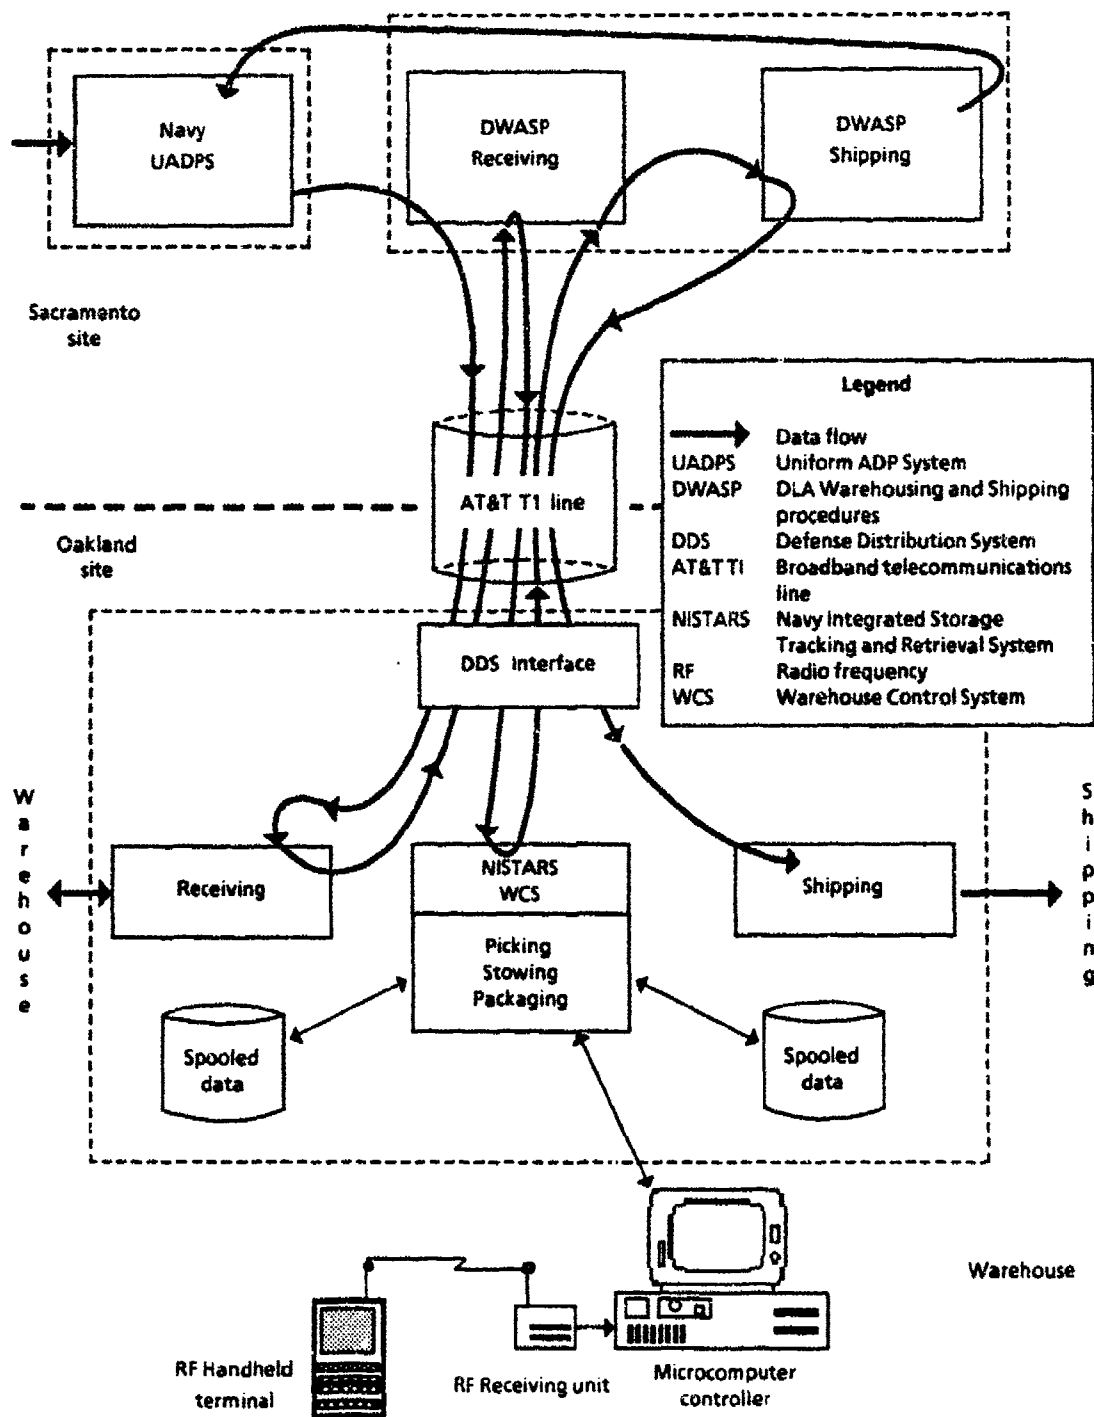 Navy
UADPS
DWASP
Receiving
DWASP
Shipping
Sacramento
site
Legend
Data flow
UADPS Uniform ADP System
DWASP DLA Warehousing and Shipping
procedures
DDS Defense Distribution System
AT&T TI Broadband telecommunications
line
NISTARS Navy Integrated Storage
Tracking and Retrieval System
RF Radio frequency
WCS Warehouse Control System
AT&T T1 line
Oakland
site
DDS Interface
Warehouse
Receiving
NISTARS
WCS
Picking
Stowing
Packaging
Shipping
Shipping
Spooled
data
Spooled
data
Warehouse
RF Handheld
terminal
RF Receiving unit
Microcomputer
controller